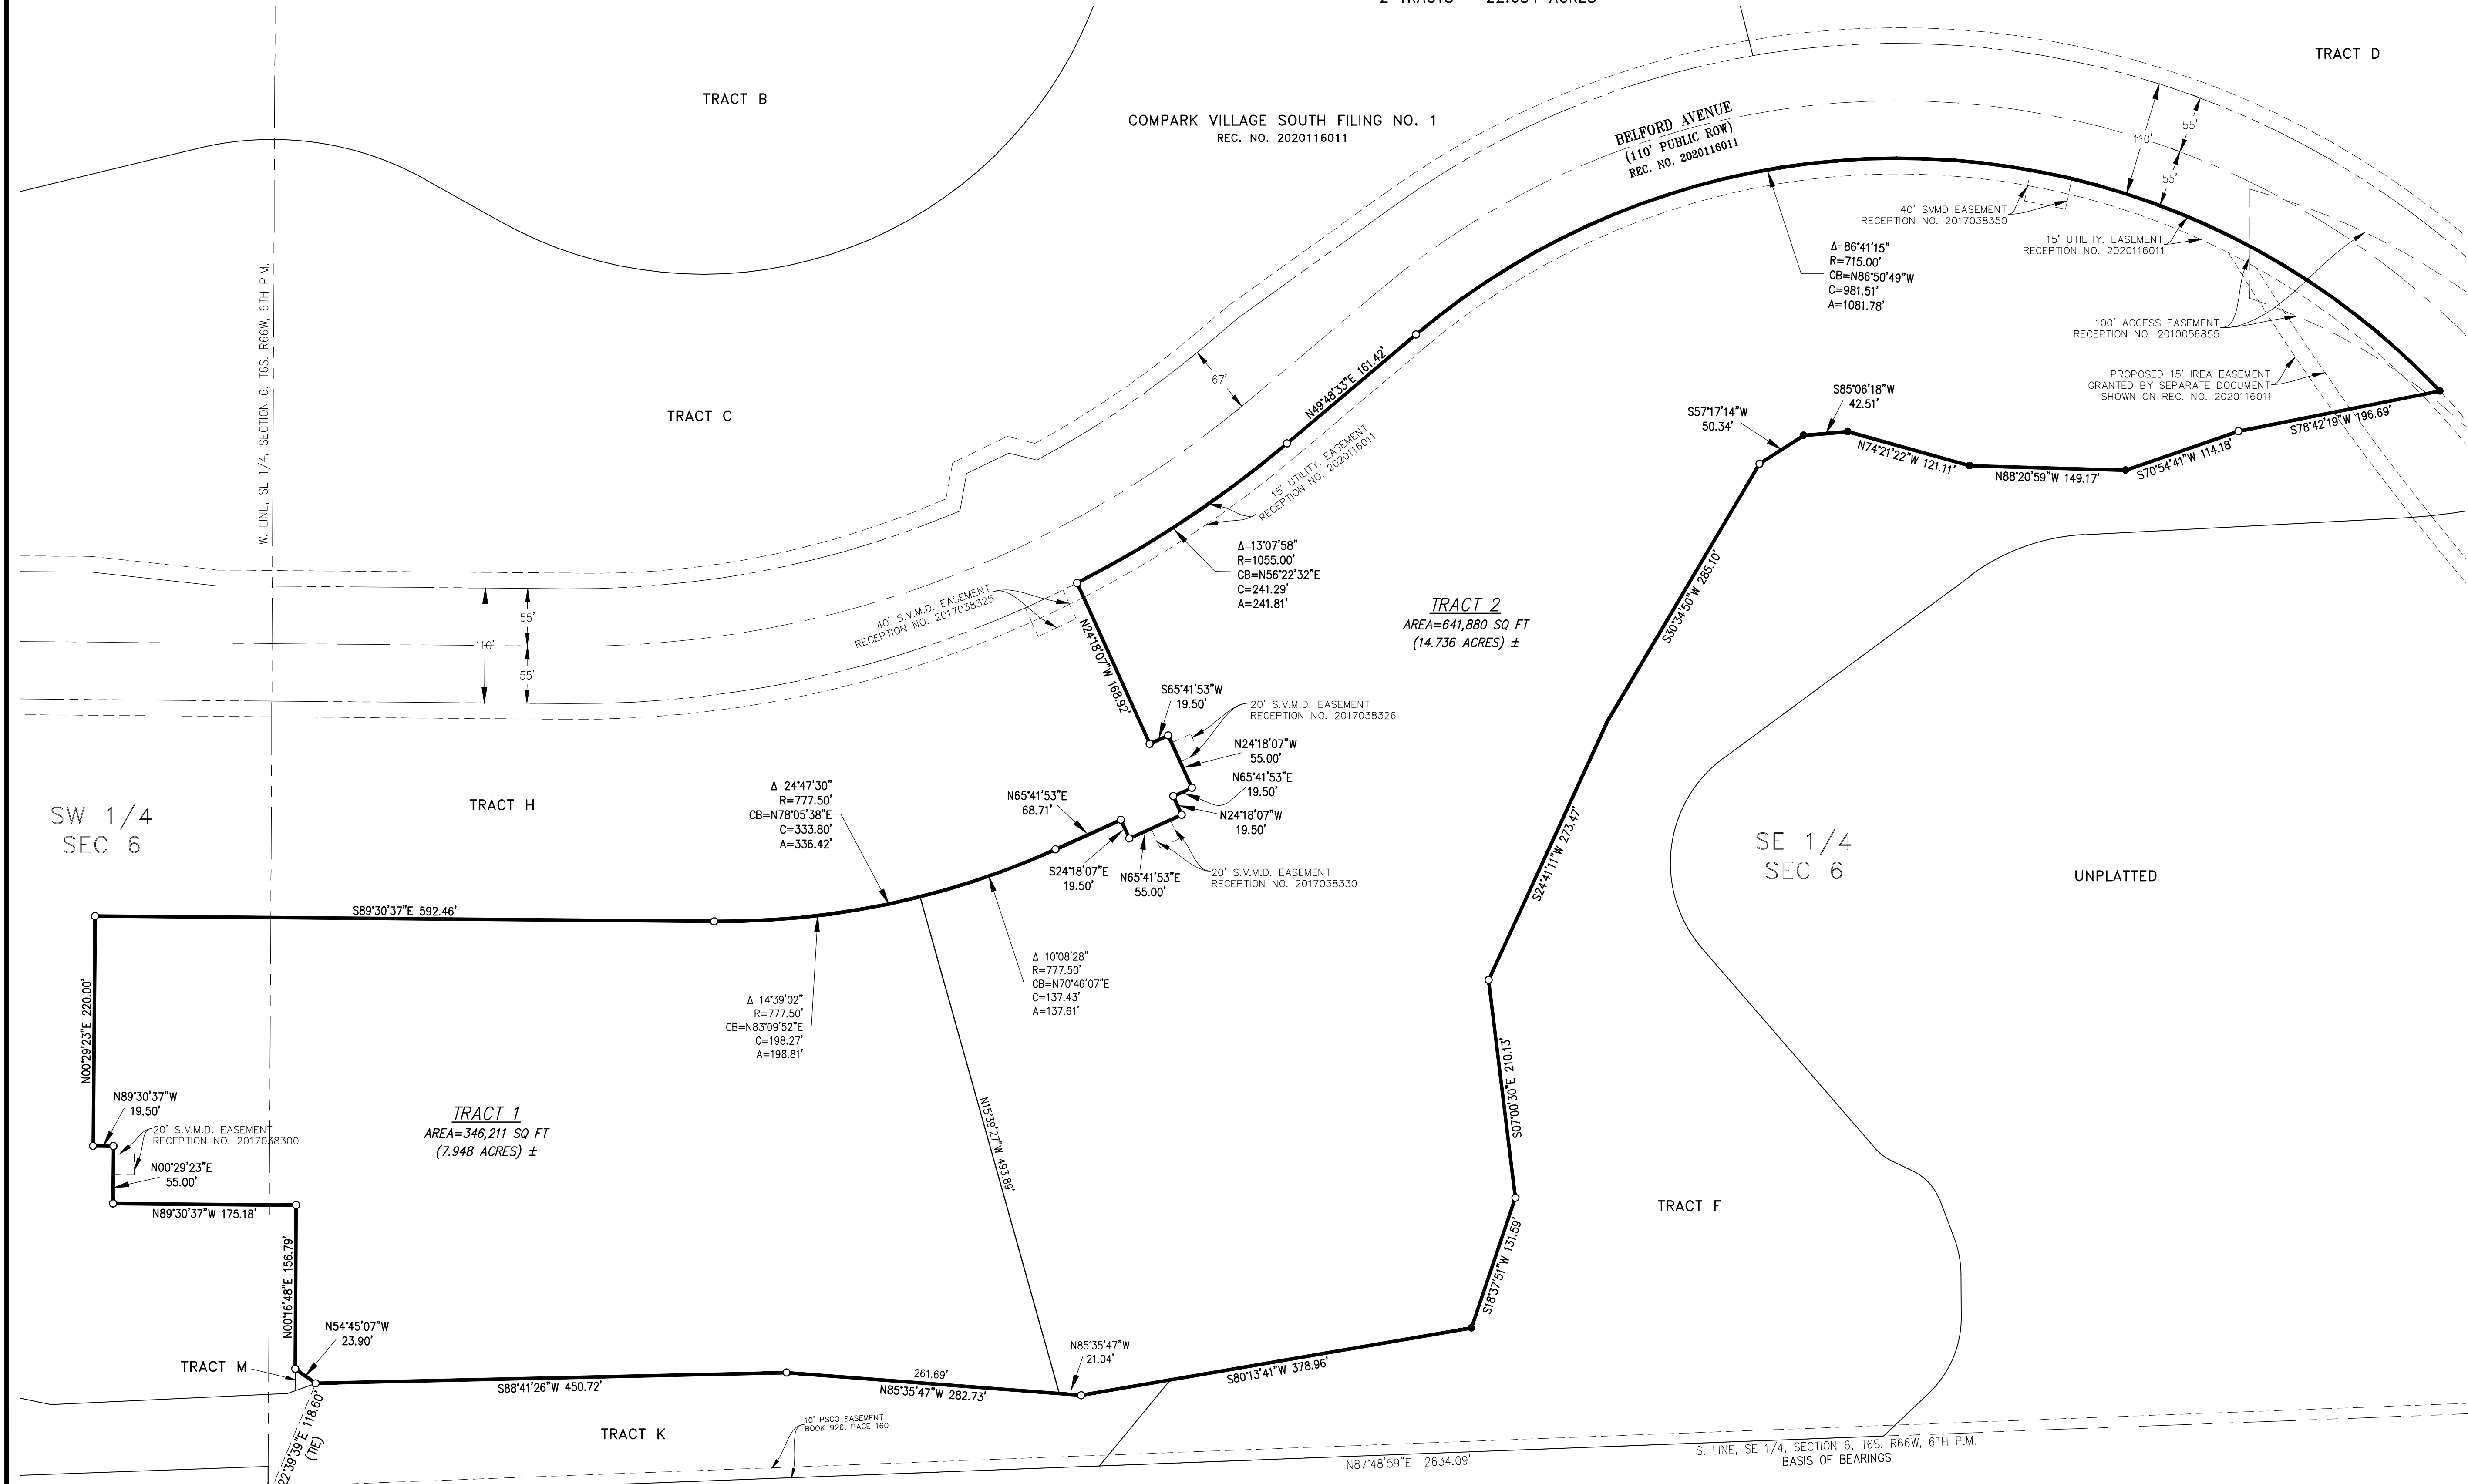 TRACT D
TRACT B
COMPARK VILLAGE SOUTH FILING NO. 1
REC. NO. 2020116011
BELFORD AVENUE
(110' PUBLIC ROW)
REC. NO. 2020116011
55'
110'
55'
40' SVMD EASEMENT
RECEPTION NO. 2017038350
15' UTILITY. EASEMENT
RECEPTION NO. 2020116011
Δ=86°41'15"
R=715.00'
CB=N86°50'49"W
C=981.51'
A=1081.78'
100' ACCESS EASEMENT
RECEPTION NO. 2010056855
PROPOSED 15' IREA EASEMENT
GRANTED BY SEPARATE DOCUMENT
SHOWN ON REC. NO. 2020116011
W. LINE, SE 1/4, SECTION 6, T6S. R66W, 6TH P.M.
67'
N49°48'33"E 161.42'
S85°06'18"W
42.51'
S57°17'14"W
50.34'
S78°42'19"W 196.69'
TRACT C
N74°21'22"W 121.11'
N88°20'59"W 149.17'
S70°54'41"W 114.18'
15' UTILITY. EASEMENT
RECEPTION NO. 2020116011
Δ=13°07'58"
R=1055.00'
CB=N56°22'32"E
C=241.29'
A=241.81'
40' S.V.M.D. EASEMENT
RECEPTION NO. 2017038325
55'
110'
55'
TRACT 2
AREA=641,880 SQ FT
(14.736 ACRES) ±
S30°34'50"W 285.10'
N24°18'07"W 168.92'
S65°41'53"W
19.50'
20' S.V.M.D. EASEMENT
RECEPTION NO. 2017038326
N24°18'07"W
55.00'
N65°41'53"E
19.50'
N24°18'07"W
19.50'
N65°41'53"E
68.71'
Δ 24°47'30"
R=777.50'
CB=N78°05'38"E
C=333.80'
A=336.42'
S24°18'07"E
19.50'
N65°41'53"E
55.00'
20' S.V.M.D. EASEMENT
RECEPTION NO. 2017038330
TRACT H
SW 1/4
SEC 6
S24°41'11"W 273.47'
SE 1/4
SEC 6
UNPLATTED
S89°30'37"E 592.46'
Δ=10°08'28"
R=777.50'
CB=N70°46'07"E
C=137.43'
A=137.61'
Δ=14°39'02"
R=777.50'
CB=N83°09'52"E
C=198.27'
A=198.81'
N00°29'23"E 220.00'
S07°00'30"E 210.13'
N89°30'37"W
19.50'
20' S.V.M.D. EASEMENT
RECEPTION NO. 2017038300
N00°29'23"E
55.00'
TRACT 1
AREA=346,211 SQ FT
(7.948 ACRES) ±
N15°39'27"W 493.89'
N89°30'37"W 175.18'
TRACT F
S18°37'51"W 131.59'
N00°16'48"E 156.79'
N54°45'07"W
23.90'
TRACT M
N85°35'47"W
21.04'
S88°41'26"W 450.72'
261.69'
N85°35'47"W 282.73'
S80°13'41"W 378.96'
22°39'39"E 118.60'
(TIE)
TRACT K
10' PSCO EASEMENT
BOOK 926, PAGE 160
N87°48'59"E 2634.09'
S. LINE, SE 1/4, SECTION 6, T6S. R66W, 6TH P.M.
BASIS OF BEARINGS